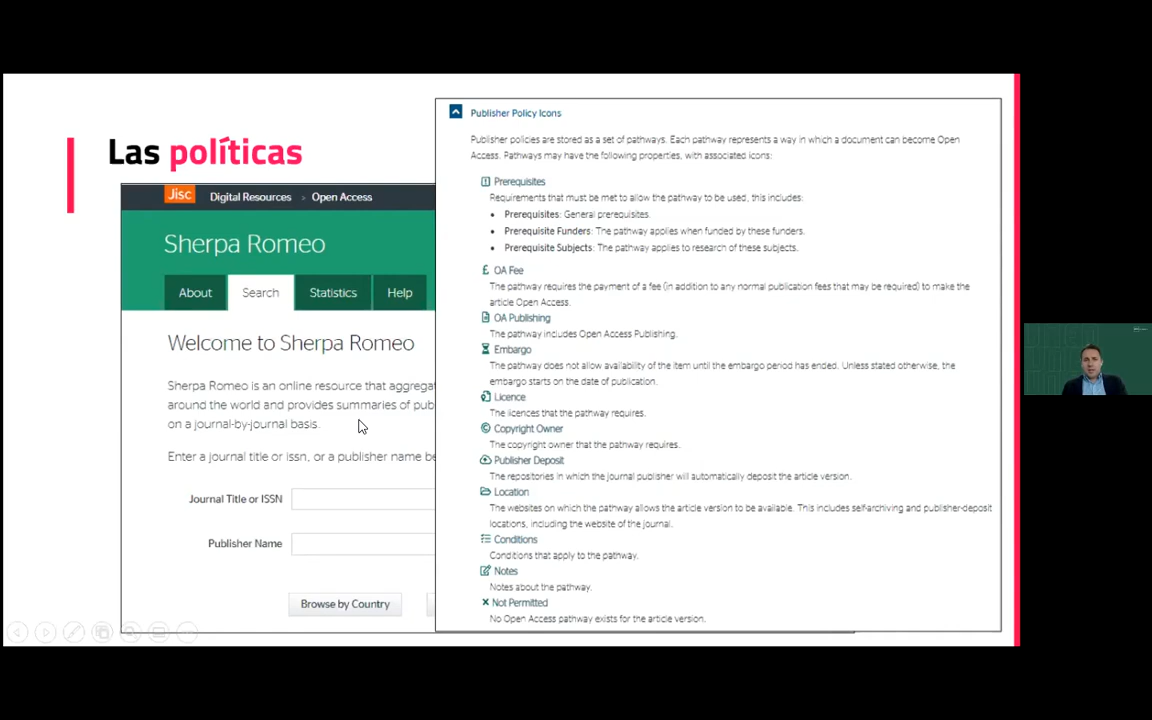 Las políticas
Jisc Digital Resources > Open Access
Sherpa Romeo
About Search Statistics Help
Welcome to Sherpa Romeo
Sherpa Romeo is an online resource that aggregat
around the world and provides summaries of pub
on a journal-by-journal basis.
Enter a journal title or issn, or a publisher name be
Journal Title or ISSN
Publisher Name
Browse by Country
Publisher Policy Icons
Publisher policies are stored as a set of pathways. Each pathway represents a way in which a document can become Open
Access. Pathways may have the following properties, with associated icons:
Prerequisites
Requirements that must be met to allow the pathway to be used, this includes:
• Prerequisites: General prerequisites.
• Prerequisite Funders: The pathway applies when funded by these funders.
• Prerequisite Subjects: The pathway applies to research of these subjects.
£ OA Fee
The pathway requires the payment of a fee (in addition to any normal publication fees that may be required) to make the
article Open Access.
OA Publishing
The pathway includes Open Access Publishing.
Embargo
The pathway does not allow availability of the item until the embargo period has ended. Unless stated otherwise, the
embargo starts on the date of publication.
Licence
The licences that the pathway requires.
© Copyright Owner
The copyright owner that the pathway requires.
Publisher Deposit
The repositories in which the journal publisher will automatically deposit the article version.
Location
The websites on which the pathway allows the article version to be available. This includes self-archiving and publisher-deposit
locations, including the website of the journal.
Conditions
Conditions that apply to the pathway.
Notes
Notes about the pathway.
Not Permitted
No Open Access pathway exists for the article version.